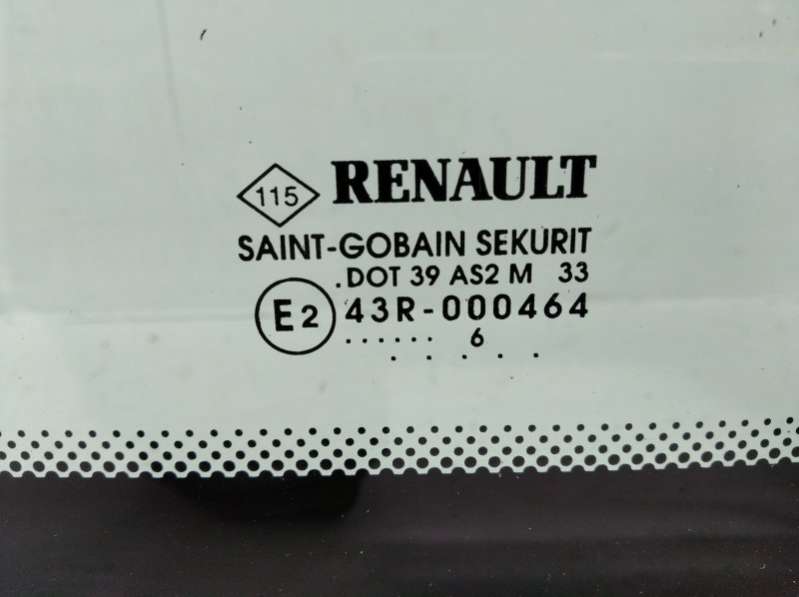 115 RENAULT
SAINT-GOBAIN SEKURIT
.DOT 39 AS2 M 33
E2 43R-000464
...... 6
. . . . .